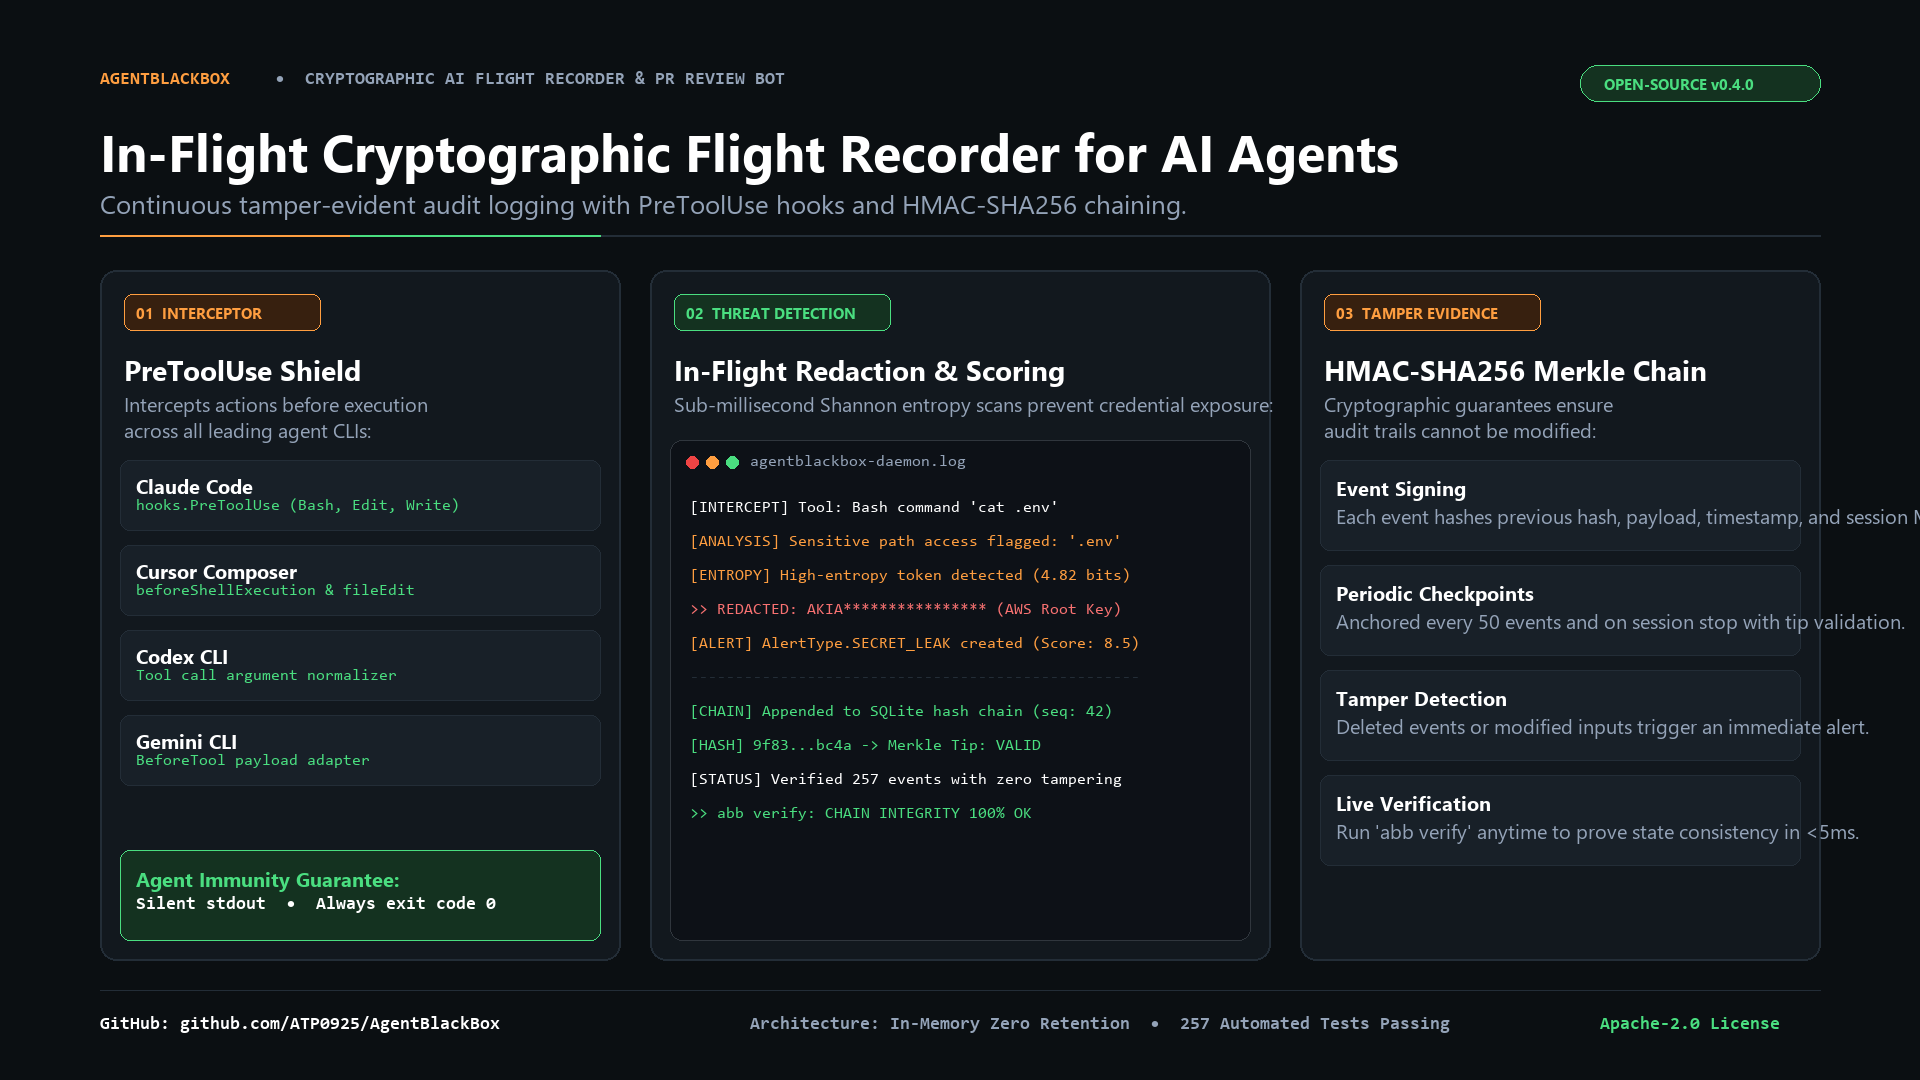 AGENTBLACKBOX • CRYPTOGRAPHIC AI FLIGHT RECORDER & PR REVIEW BOT
OPEN-SOURCE v0.4.0
In-Flight Cryptographic Flight Recorder for AI Agents
Continuous tamper-evident audit logging with PreToolUse hooks and HMAC-SHA256 chaining.
01 INTERCEPTOR
PreToolUse Shield
Intercepts actions before execution
across all leading agent CLIs:
Claude Code
hooks.PreToolUse (Bash, Edit, Write)
Cursor Composer
beforeShellExecution & fileEdit
Codex CLI
Tool call argument normalizer
Gemini CLI
BeforeTool payload adapter
Agent Immunity Guarantee:
Silent stdout • Always exit code 0
02 THREAT DETECTION
In-Flight Redaction & Scoring
Sub-millisecond Shannon entropy scans prevent credential exposure:
agentblackbox-daemon.log
[INTERCEPT] Tool: Bash command 'cat .env'
[ANALYSIS] Sensitive path access flagged: '.env'
[ENTROPY] High-entropy token detected (4.82 bits)
>> REDACTED: AKIA**************** (AWS Root Key)
[ALERT] AlertType.SECRET_LEAK created (Score: 8.5)
--------------------------------------------------
[CHAIN] Appended to SQLite hash chain (seq: 42)
[HASH] 9f83...bc4a -> Merkle Tip: VALID
[STATUS] Verified 257 events with zero tampering
>> abb verify: CHAIN INTEGRITY 100% OK
03 TAMPER EVIDENCE
HMAC-SHA256 Merkle Chain
Cryptographic guarantees ensure
audit trails cannot be modified:
Event Signing
Each event hashes previous hash, payload, timestamp, and session
Periodic Checkpoints
Anchored every 50 events and on session stop with tip validation.
Tamper Detection
Deleted events or modified inputs trigger an immediate alert.
Live Verification
Run 'abb verify' anytime to prove state consistency in <5ms.
GitHub: github.com/ATP0925/AgentBlackBox
Architecture: In-Memory Zero Retention • 257 Automated Tests Passing
Apache-2.0 License